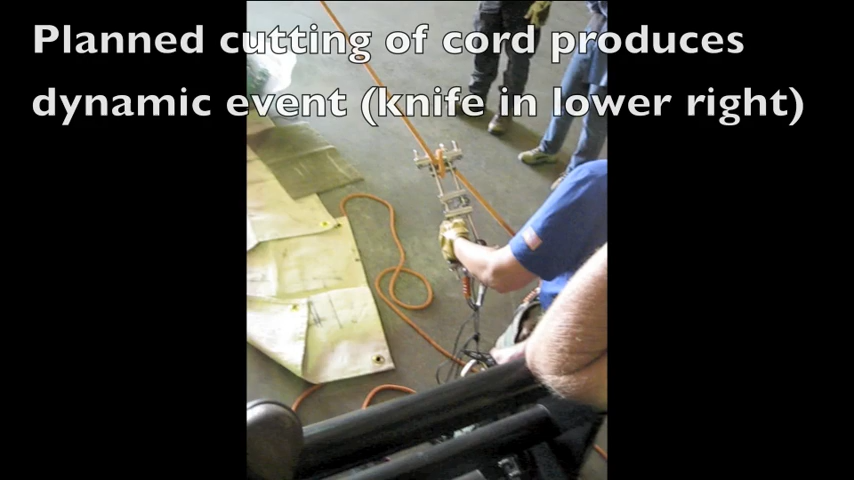 Planned cutting of cord produces
dynamic event (knife in lower right)